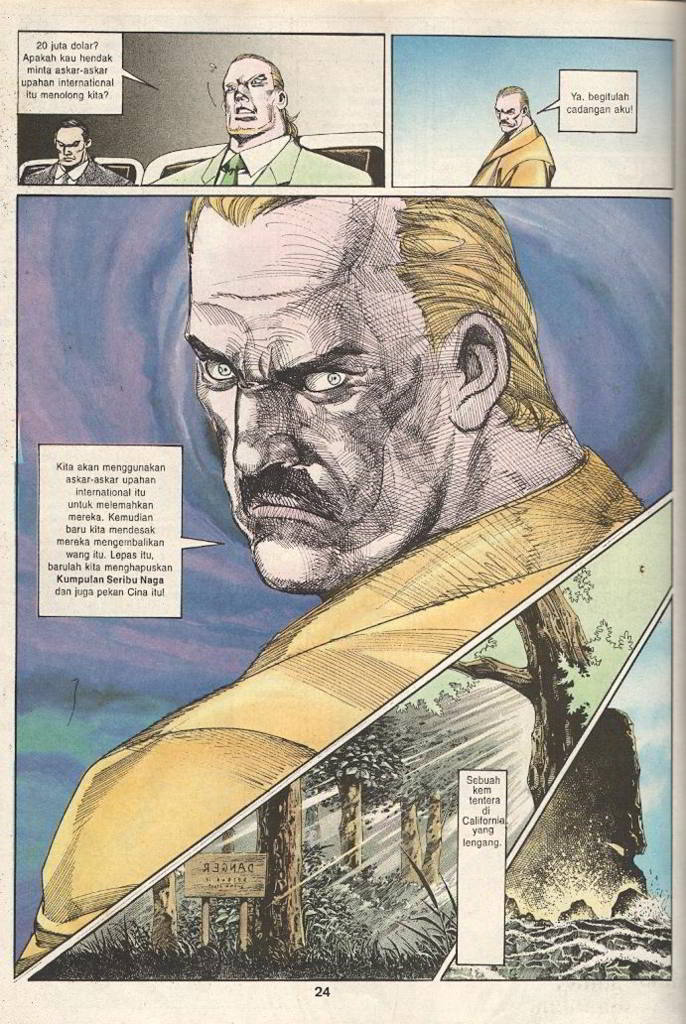 20 juta dolar?
Apakah kau hendak
minta askar-askar
upahan international
itu menolong kita?
Ya, begitulah
cadangan aku!
Kita akan menggunakan
askar-askar upahan
international itu
untuk melemahkan
mereka. Kemudian
baru kita mendesak
mereka mengembalikan
wang itu. Lepas itu,
barulah kita menghapuskan
Kumpulan Seribu Naga
dan juga pekan Cina itu!
Sebuah
kem
tentera
di
California
yang
lengang.
DANGER
24